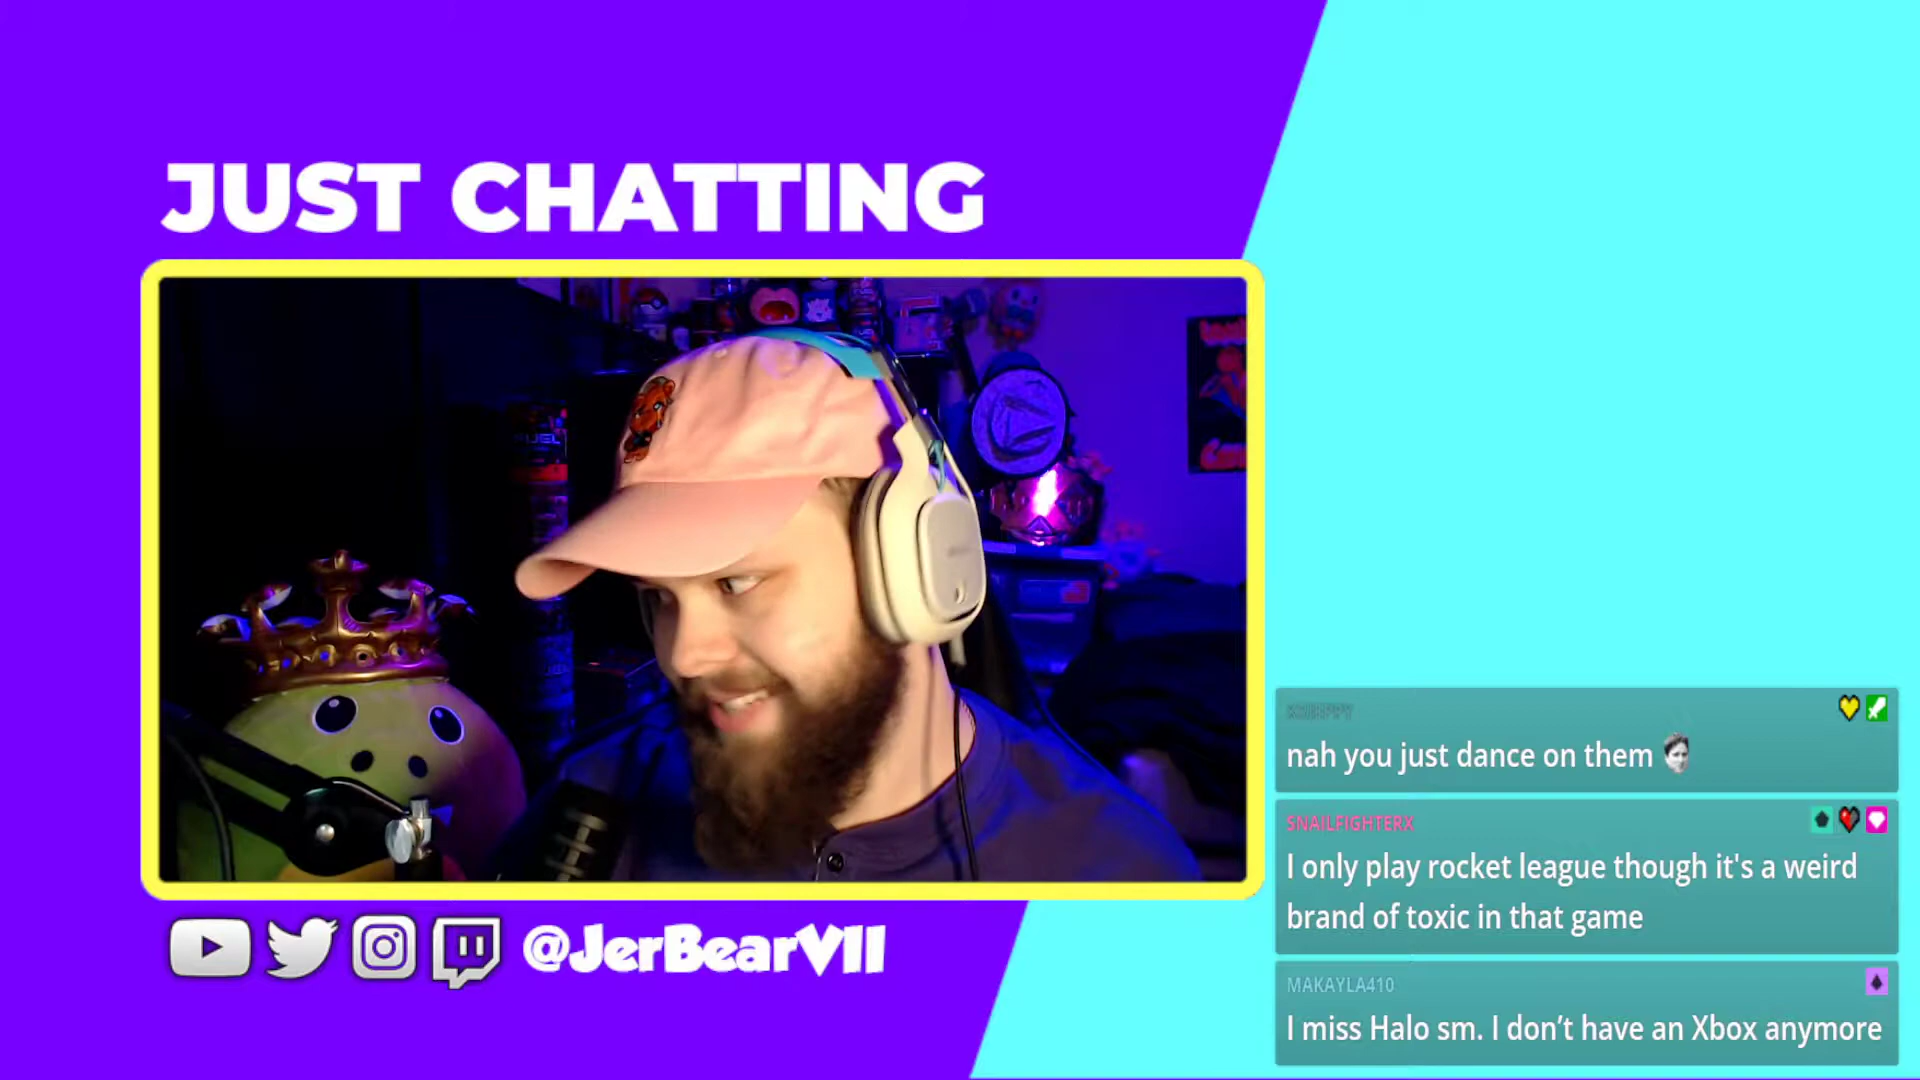 JUST CHATTING
@JerBearVII
nah you just dance on them
SNAILFIGHTERX
I only play rocket league though it's a weird
brand of toxic in that game
MAKAYLA410
I miss Halo sm. I don’t have an Xbox anymore